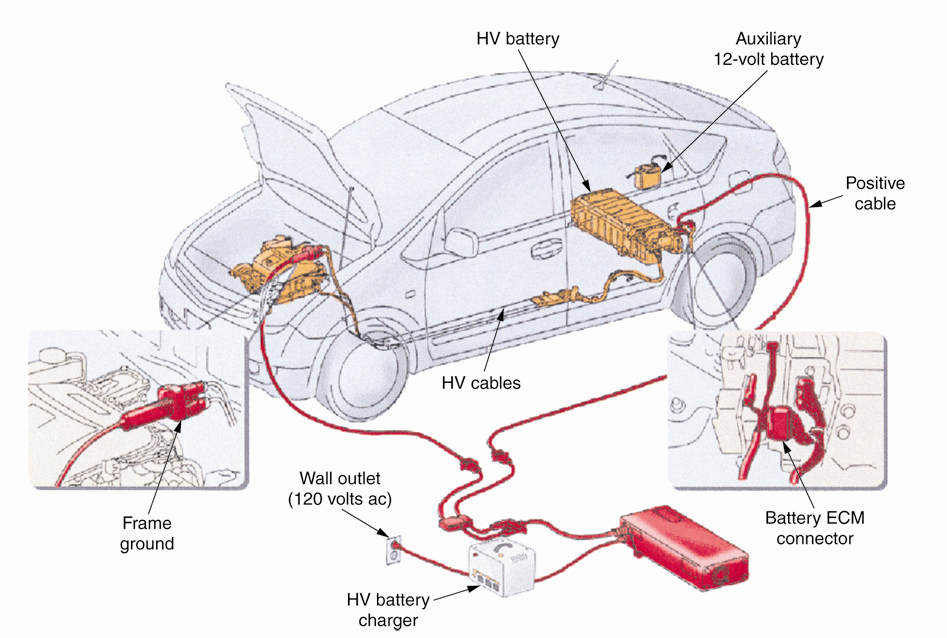 HV battery
Auxiliary
12-volt battery
Positive
cable
HV cables
Wall outlet
(120 volts ac)
Frame
ground
Battery ECM
connector
HV battery
charger